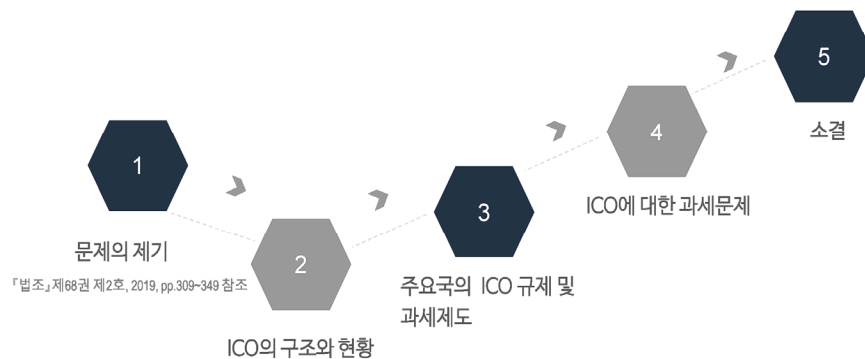 1
문제의 제기
『법조』제68권 제2호, 2019, pp.309~349 참조
2
ICO의 구조와 현황
3
주요국의 ICO 규제 및
과세제도
4
ICO에 대한 과세문제
5
소결